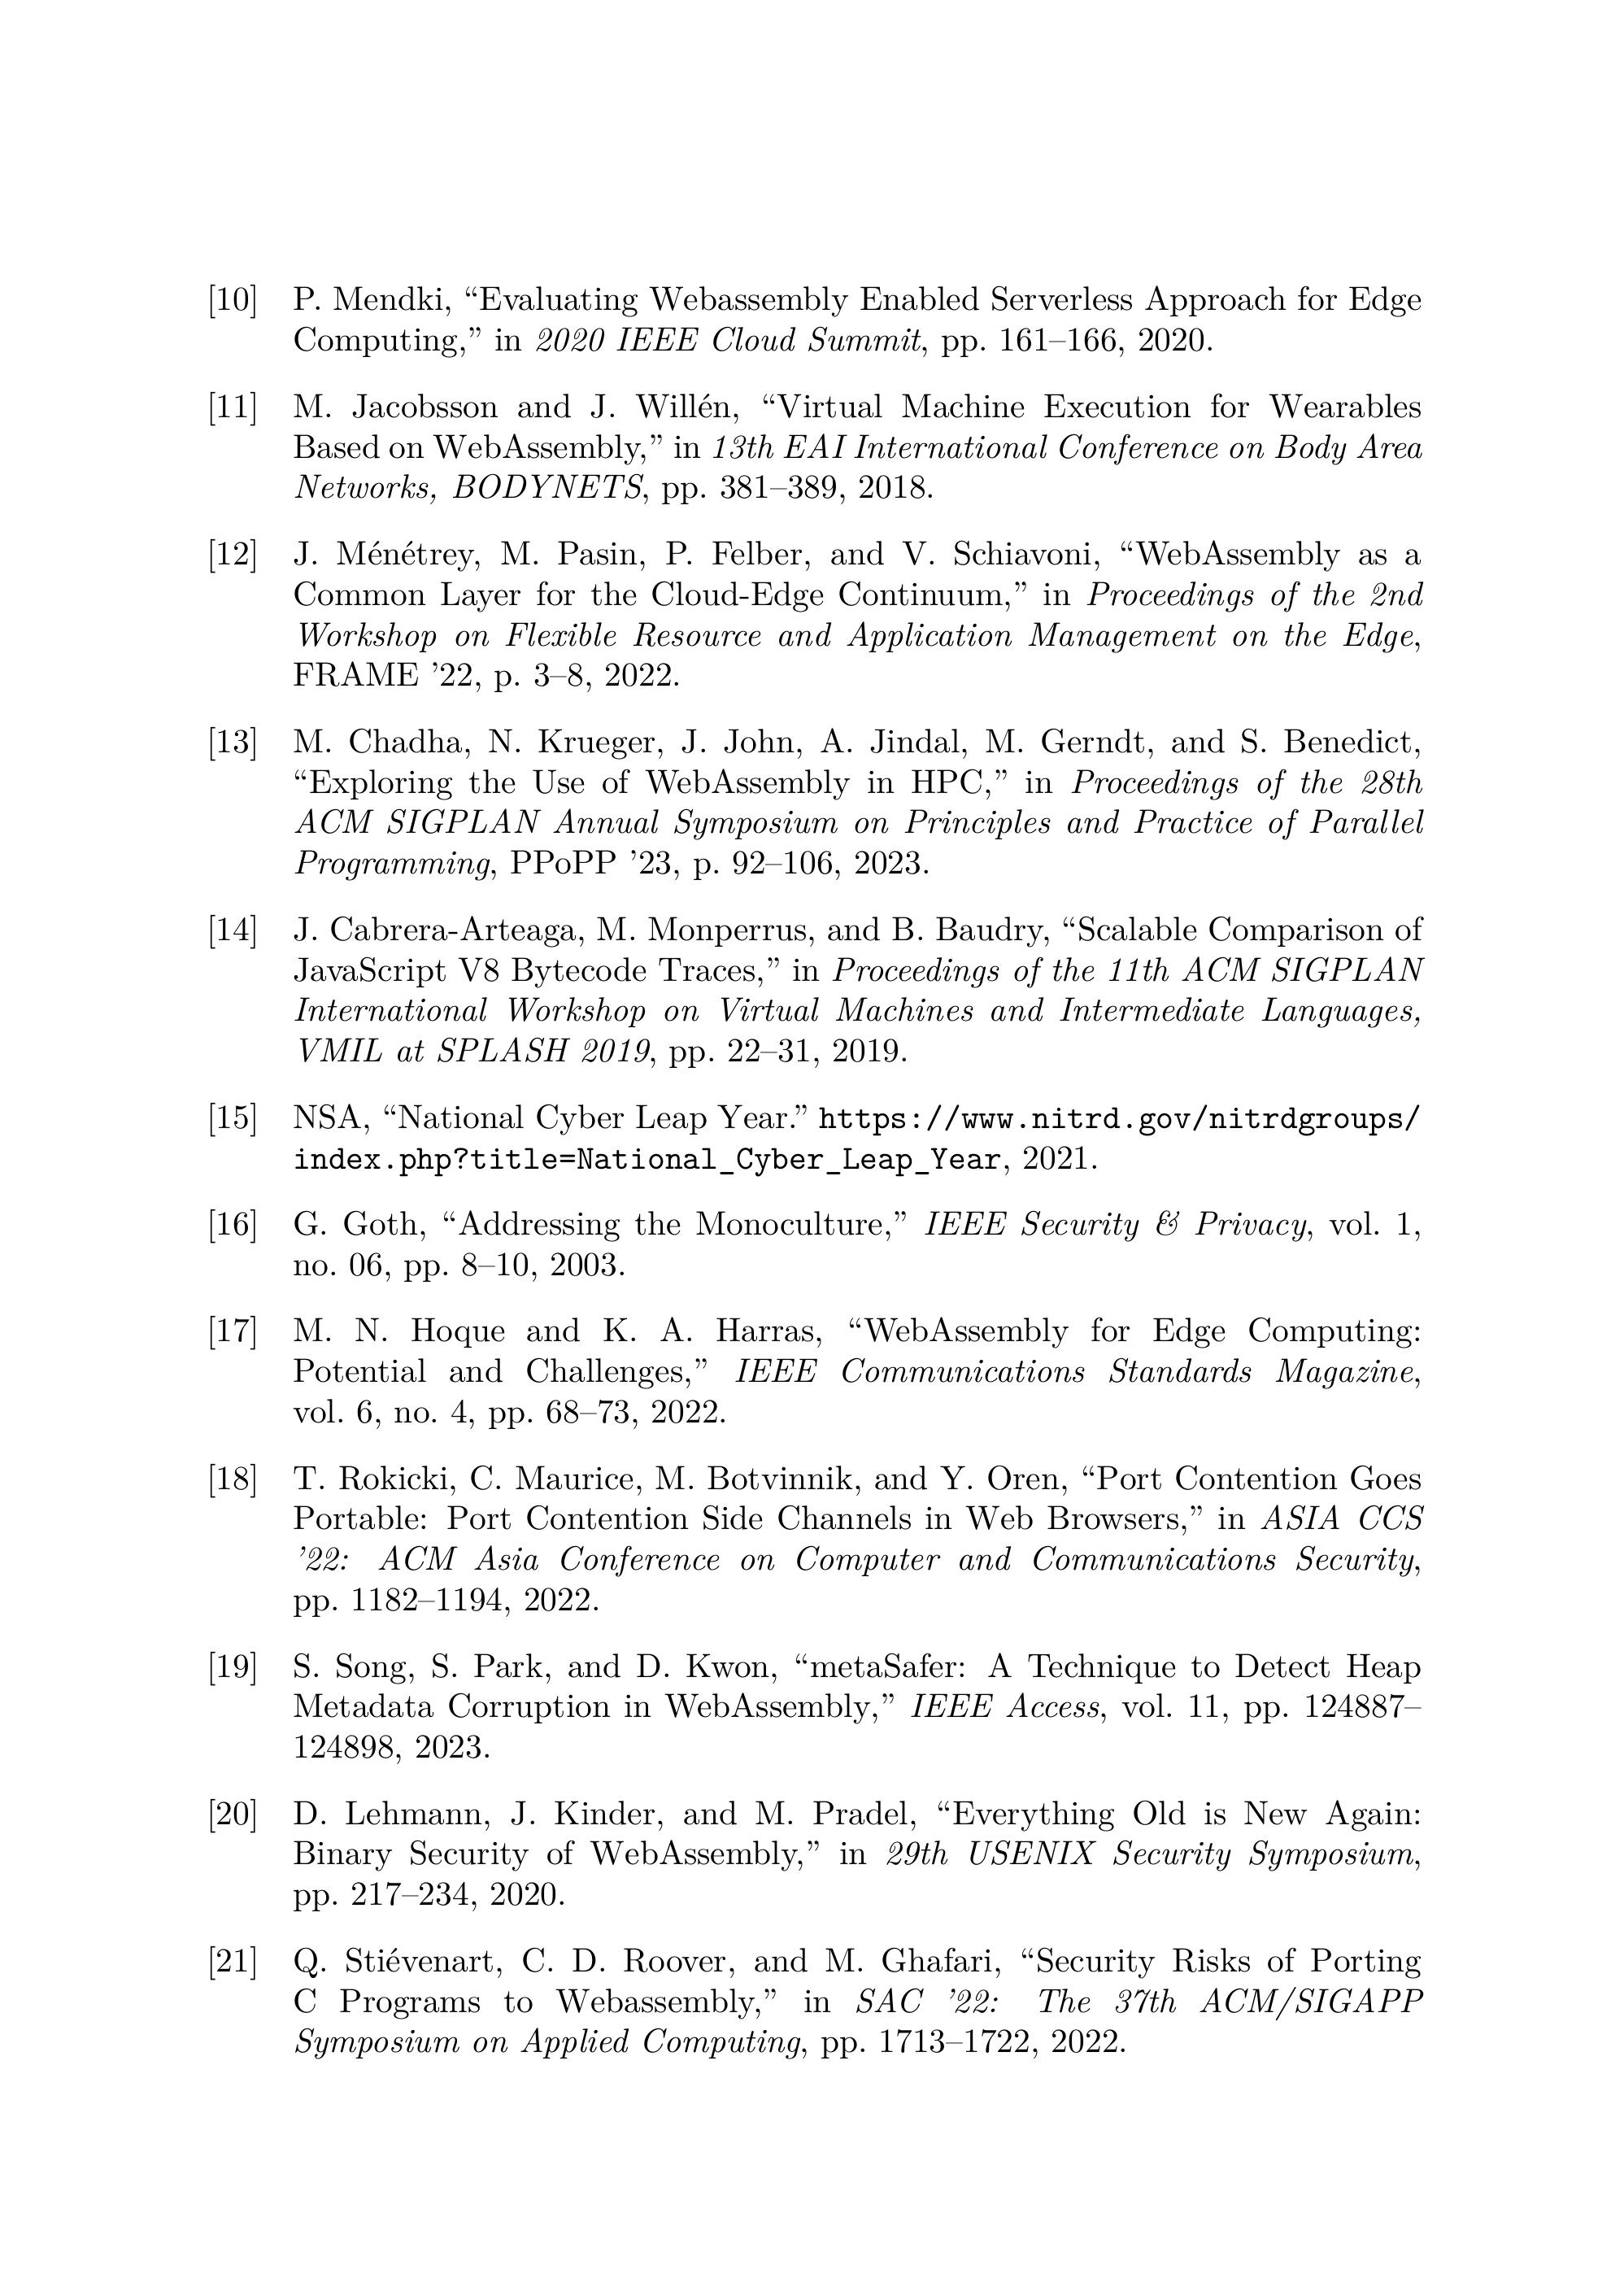 [10] P. Mendki, “Evaluating Webassembly Enabled Serverless Approach for Edge
Computing,” in 2020 IEEE Cloud Summit, pp. 161–166, 2020.
[11] M. Jacobsson and J. Willén, “Virtual Machine Execution for Wearables
Based on WebAssembly,” in 13th EAI International Conference on Body Area
Networks, BODYNETS, pp. 381–389, 2018.
[12] J. Ménétrey, M. Pasin, P. Felber, and V. Schiavoni, “WebAssembly as a
Common Layer for the Cloud-Edge Continuum,” in Proceedings of the 2nd
Workshop on Flexible Resource and Application Management on the Edge,
FRAME ’22, p. 3–8, 2022.
[13] M. Chadha, N. Krueger, J. John, A. Jindal, M. Gerndt, and S. Benedict,
“Exploring the Use of WebAssembly in HPC,” in Proceedings of the 28th
ACM SIGPLAN Annual Symposium on Principles and Practice of Parallel
Programming, PPoPP ’23, p. 92–106, 2023.
[14] J. Cabrera-Arteaga, M. Monperrus, and B. Baudry, “Scalable Comparison of
JavaScript V8 Bytecode Traces,” in Proceedings of the 11th ACM SIGPLAN
International Workshop on Virtual Machines and Intermediate Languages,
VMIL at SPLASH 2019, pp. 22–31, 2019.
[15] NSA, “National Cyber Leap Year.” https://www.nitrd.gov/nitrdgroups/
index.php?title=National_Cyber_Leap_Year, 2021.
[16] G. Goth, “Addressing the Monoculture,” IEEE Security & Privacy, vol. 1,
no. 06, pp. 8–10, 2003.
[17] M. N. Hoque and K. A. Harras, “WebAssembly for Edge Computing:
Potential and Challenges,” IEEE Communications Standards Magazine,
vol. 6, no. 4, pp. 68–73, 2022.
[18] T. Rokicki, C. Maurice, M. Botvinnik, and Y. Oren, “Port Contention Goes
Portable: Port Contention Side Channels in Web Browsers,” in ASIA CCS
’22: ACM Asia Conference on Computer and Communications Security,
pp. 1182–1194, 2022.
[19] S. Song, S. Park, and D. Kwon, “metaSafer: A Technique to Detect Heap
Metadata Corruption in WebAssembly,” IEEE Access, vol. 11, pp. 124887–
124898, 2023.
[20] D. Lehmann, J. Kinder, and M. Pradel, “Everything Old is New Again:
Binary Security of WebAssembly,” in 29th USENIX Security Symposium,
pp. 217–234, 2020.
[21] Q. Stiévenart, C. D. Roover, and M. Ghafari, “Security Risks of Porting
C Programs to Webassembly,” in SAC ’22: The 37th ACM/SIGAPP
Symposium on Applied Computing, pp. 1713–1722, 2022.